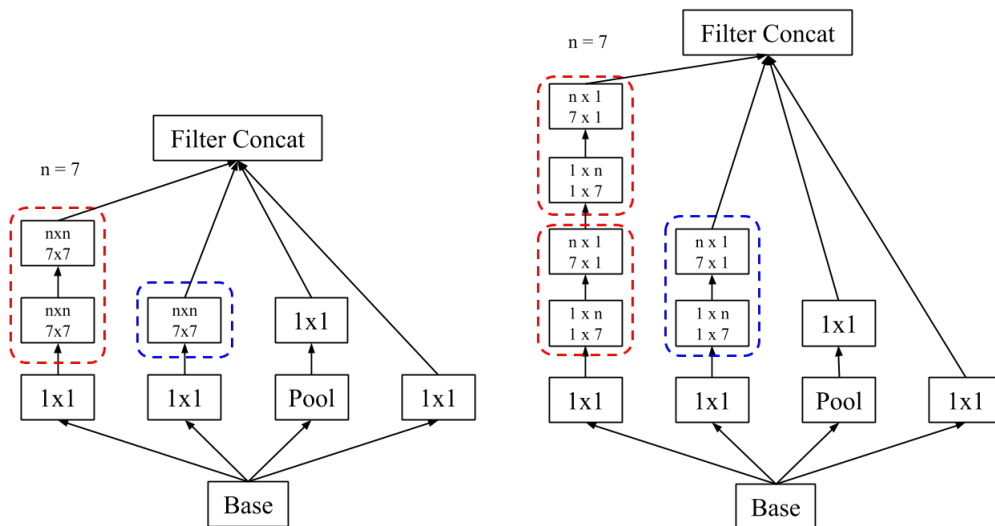 Filter Concat
n = 7
nxn
7x7
nxn
7x7
nxn
7x7
1x1
1x1
1x1
Pool
1x1
Base
Filter Concat
n = 7
n x 1
7 x 1
1 x n
1 x 7
n x 1
7 x 1
n x 1
7 x 1
1 x n
1 x 7
1 x n
1 x 7
1x1
1x1
1x1
Pool
1x1
Base